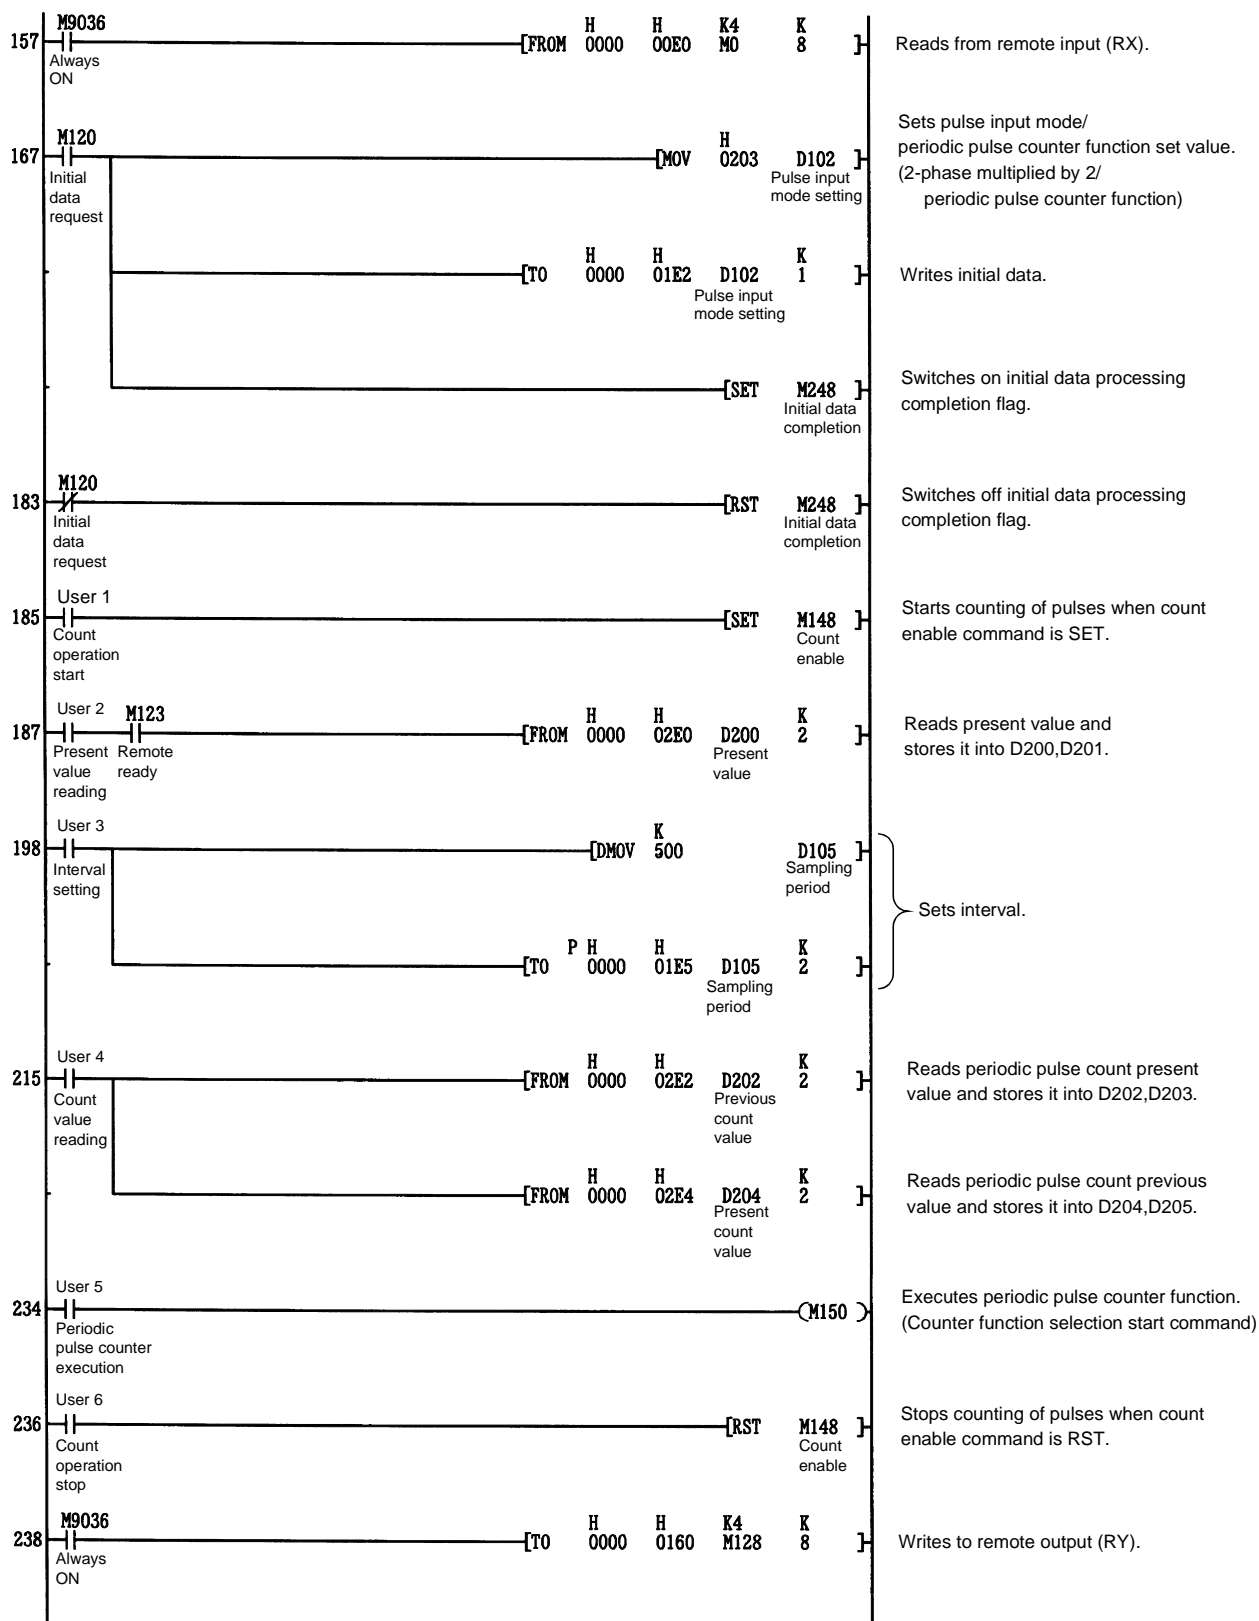 M9036 H H K4 K
157 [FROM 0000 00E0 M0 8 ] Reads from remote input (RX).
Always
ON
Sets pulse input mode/
M120 H periodic pulse counter function set value.
167 [MOV 0203 D102 ] (2-phase multiplied by 2/
Initial Pulse input periodic pulse counter function)
data mode setting
request
H H K
[TO 0000 01E2 D102 1 ] Writes initial data.
Pulse input
mode setting
Switches on initial data processing
[SET M248 ] completion flag.
Initial data
completion
M120 Switches off initial data processing
183 [RST M248 ] completion flag.
Initial Initial data
data completion
request
User 1 Starts counting of pulses when count
185 [SET M148 ] enable command is SET.
Count Count
operation enable
start
User 2 M123 H H K Reads present value and
187 [FROM 0000 02E0 D200 2 ] stores it into D200,D201.
Present Remote Present
value ready value
reading
User 3 K
198 [DMOV 500 D105 ]
Interval Sampling
setting period
Sets interval.
P H H K
[TO 0000 01E5 D105 2 ]
Sampling
period
User 4 H H K Reads periodic pulse count present
215 [FROM 0000 02E2 D202 2 ] value and stores it into D202,D203.
Count Previous
value count
reading value
H H K Reads periodic pulse count previous
[FROM 0000 02E4 D204 2 ] value and stores it into D204,D205.
Present
count
value
User 5 Executes periodic pulse counter function.
234 (M150 ) (Counter function selection start command)
Periodic
pulse counter
execution
User 6 Stops counting of pulses when count
236 [RST M148 ] enable command is RST.
Count Count
operation enable
stop
M9036 H H K4 K
238 [TO 0000 0160 M128 8 ] Writes to remote output (RY).
Always
ON